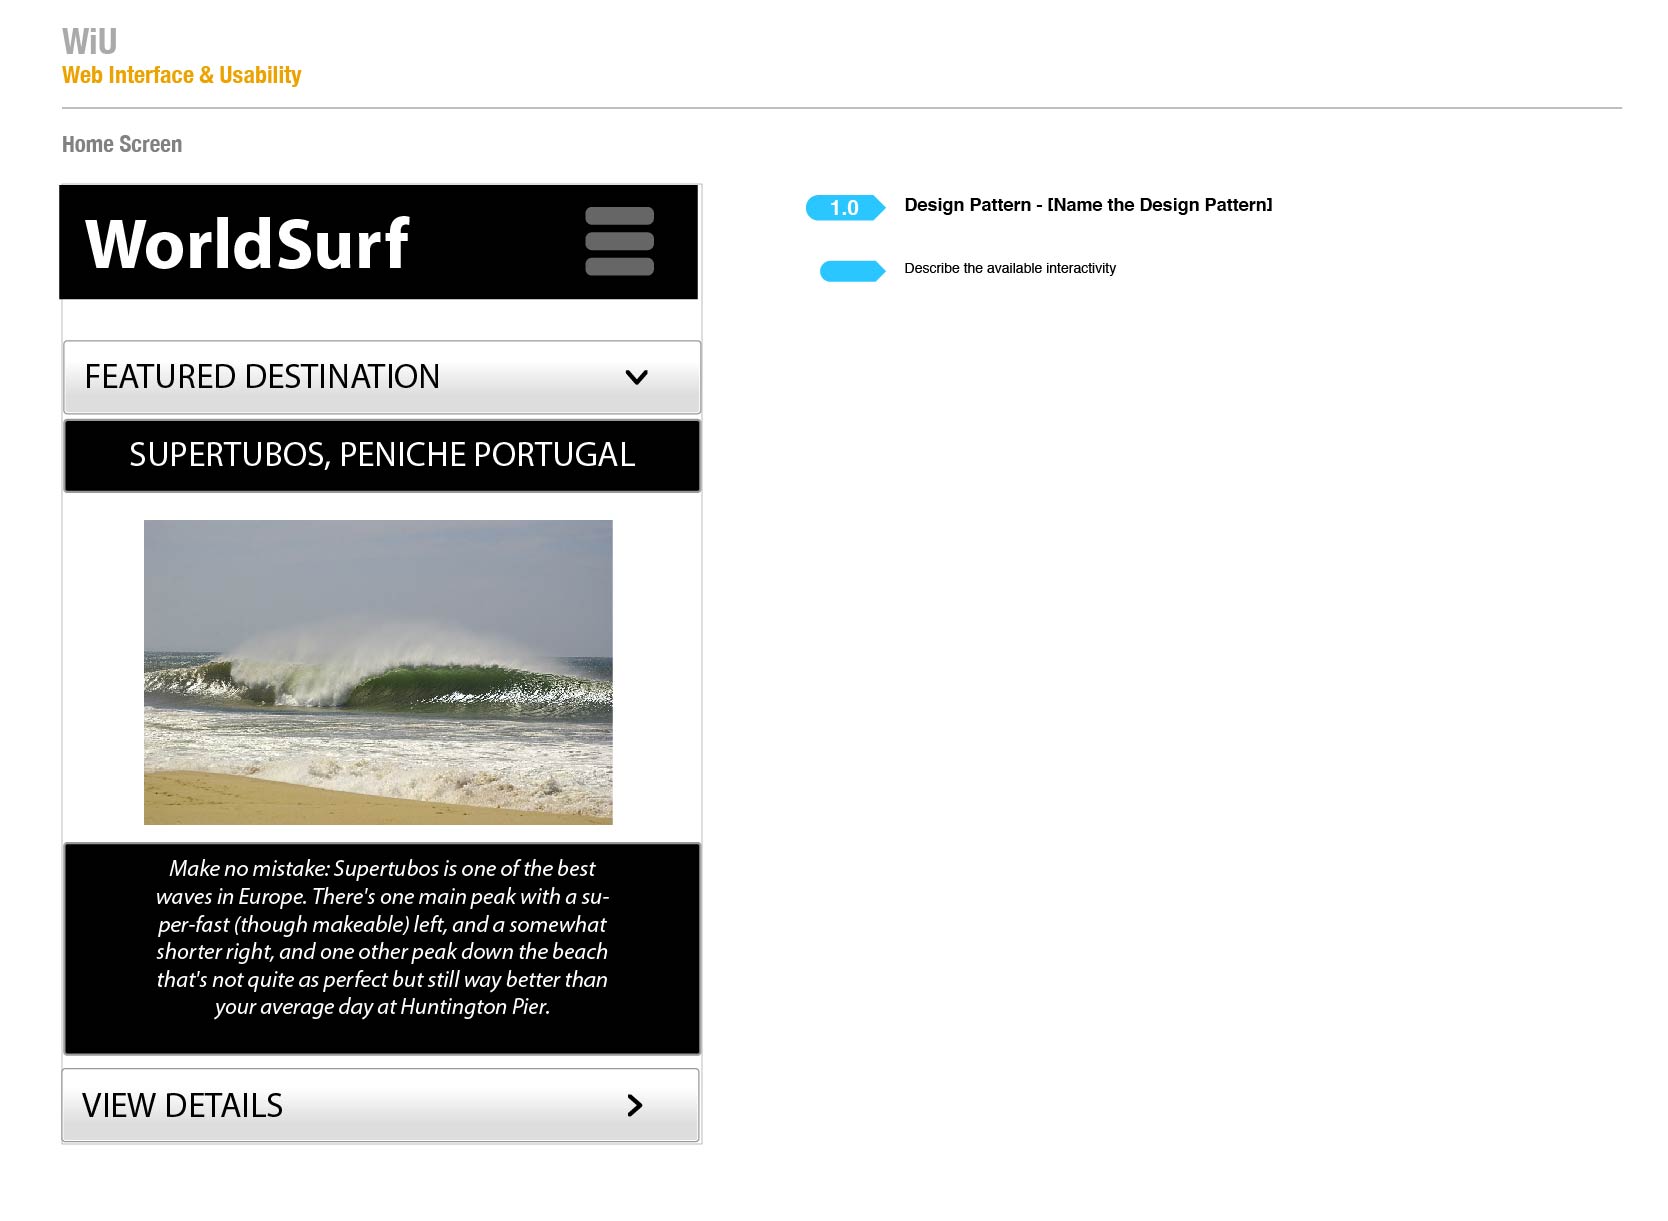 WiU
Web Interface & Usability
Home Screen
WorldSurf
FEATURED DESTINATION
SUPERTUBOS, PENICHE PORTUGAL
Make no mistake: Supertubos is one of the best
waves in Europe. There's one main peak with a su-
per-fast (though makeable) left, and a somewhat
shorter right, and one other peak down the beach
that's not quite as perfect but still way better than
your average day at Huntington Pier.
VIEW DETAILS
1.0 Design Pattern - [Name the Design Pattern]
Describe the available interactivity